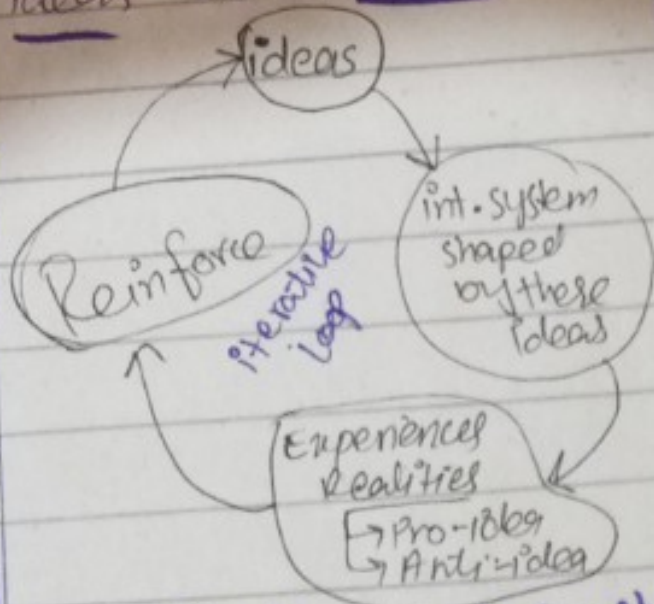 ideas
int. system
shaped
by these
ideas
Reinforce
iterative
loop
Experiences
Realities
→ Pro-idea
→ Anti-idea